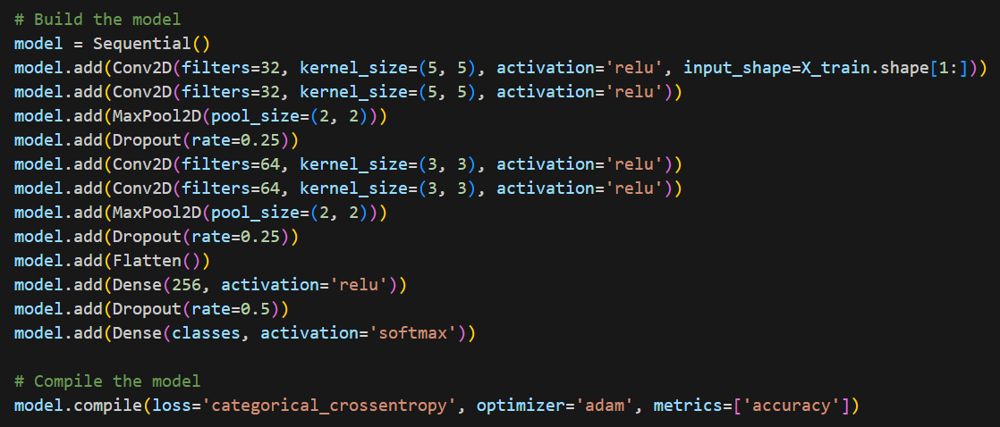 # Build the model
model = Sequential()
model.add(Conv2D(filters=32, kernel_size=(5, 5), activation='relu', input_shape=X_train.shape[1:]))
model.add(Conv2D(filters=32, kernel_size=(5, 5), activation='relu'))
model.add(MaxPool2D(pool_size=(2, 2)))
model.add(Dropout(rate=0.25))
model.add(Conv2D(filters=64, kernel_size=(3, 3), activation='relu'))
model.add(Conv2D(filters=64, kernel_size=(3, 3), activation='relu'))
model.add(MaxPool2D(pool_size=(2, 2)))
model.add(Dropout(rate=0.25))
model.add(Flatten())
model.add(Dense(256, activation='relu'))
model.add(Dropout(rate=0.5))
model.add(Dense(classes, activation='softmax'))
# Compile the model
model.compile(loss='categorical_crossentropy', optimizer='adam', metrics=['accuracy'])